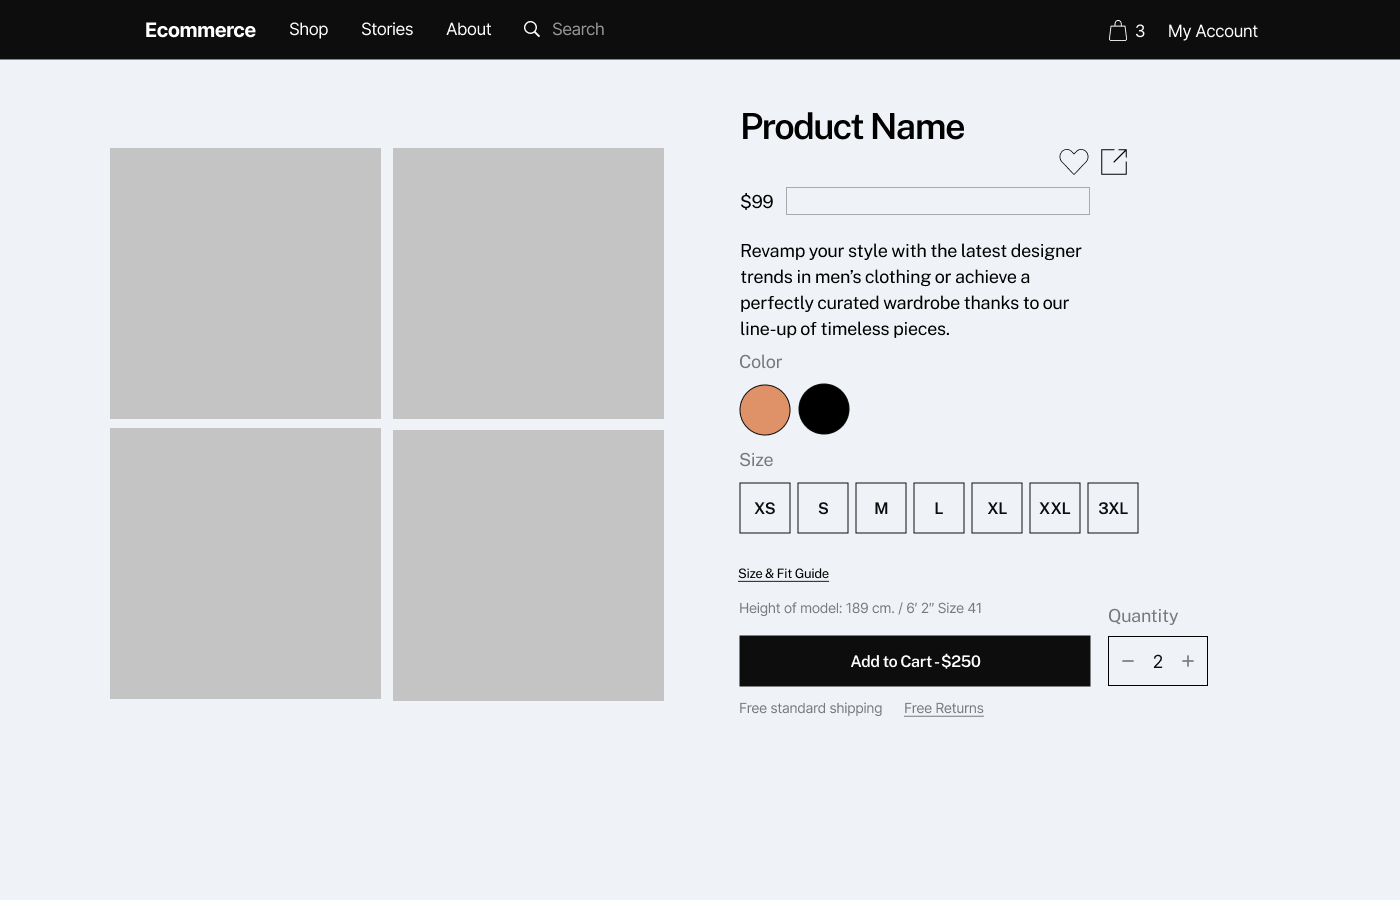 Ecommerce Shop Stories About Search 3 My Account
Product Name
$99
Revamp your style with the latest designer
trends in men’s clothing or achieve a
perfectly curated wardrobe thanks to our
line-up of timeless pieces.
Color
Size
XS S M L XL XXL 3XL
Size & Fit Guide
Height of model: 189 cm. / 6′ 2″ Size 41
Quantity
Add to Cart - $250
− 2 +
Free standard shipping Free Returns